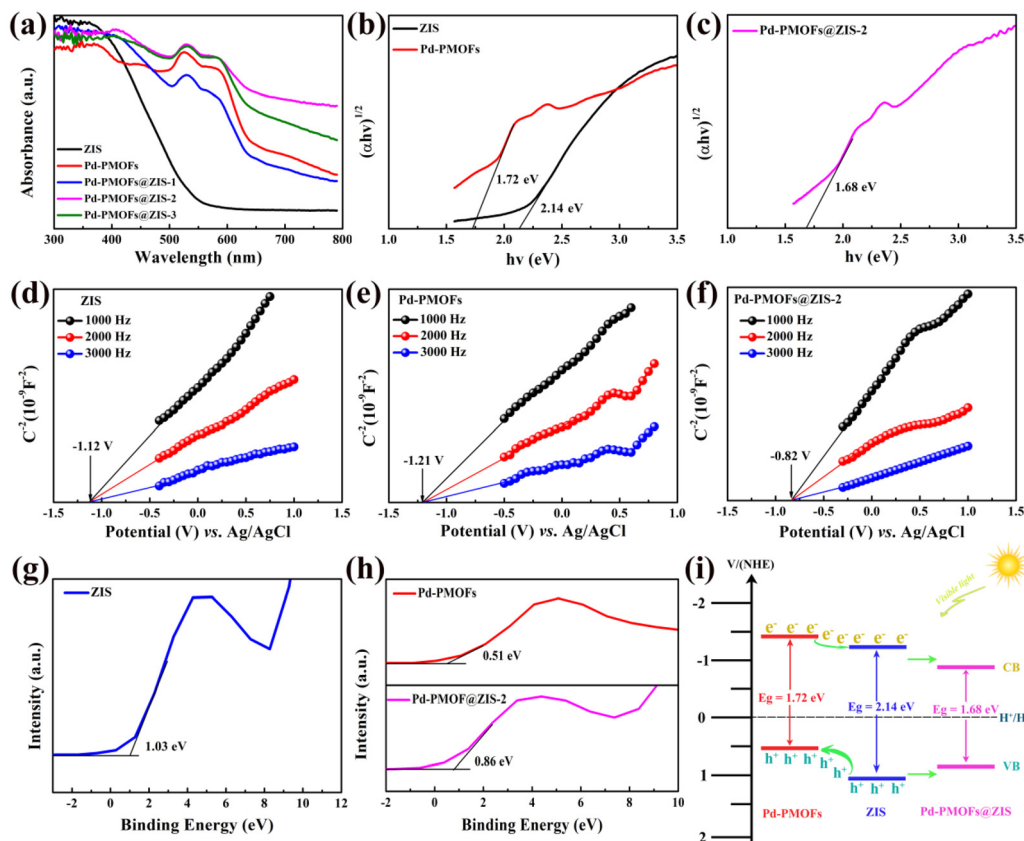 (a)
Absorbance (a.u.)
ZIS
Pd-PMOFs
Pd-PMOFs@ZIS-1
Pd-PMOFs@ZIS-2
Pd-PMOFs@ZIS-3
300 400 500 600 700 800
Wavelength (nm)
(b)
(αhν)1/2
ZIS
Pd-PMOFs
1.72 eV
2.14 eV
1.0 1.5 2.0 2.5 3.0 3.5
hν (eV)
(c)
(αhν)1/2
Pd-PMOFs@ZIS-2
1.68 eV
1.0 1.5 2.0 2.5 3.0 3.5
hν (eV)
(d)
C-2(10-9F-2
ZIS
1000 Hz
2000 Hz
3000 Hz
-1.12 V
-1.5 -1.0 -0.5 0.0 0.5 1.0 1.5
Potential (V) vs. Ag/AgCl
(e)
C-2(10-9F-2
Pd-PMOFs
1000 Hz
2000 Hz
3000 Hz
-1.21 V
-1.5 -1.0 -0.5 0.0 0.5 1.0
Potential (V) vs. Ag/AgCl
(f)
C-2(10-9F-2
Pd-PMOFs@ZIS-2
1000 Hz
2000 Hz
3000 Hz
-0.82 V
-1.5 -1.0 -0.5 0.0 0.5 1.0 1.5
Potential (V) vs. Ag/AgCl
(g)
Intensity (a.u.)
ZIS
1.03 eV
-2 0 2 4 6 8 10 12
Binding Energy (eV)
(h)
Intensity (a.u.)
Pd-PMOFs
0.51 eV
Pd-PMOF@ZIS-2
0.86 eV
-2 0 2 4 6 8 10
Binding Energy (eV)
(i)
V/(NHE)
Visible light
-2
-1
0
1
2
e- e- e- e- e- e- e- e-
CB
Eg = 1.72 eV
Eg = 2.14 eV
Eg = 1.68 eV
H+/H
h+ h+ h+ h+ h+
h+ h+ h+
VB
Pd-PMOFs
ZIS
Pd-PMOFs@ZIS